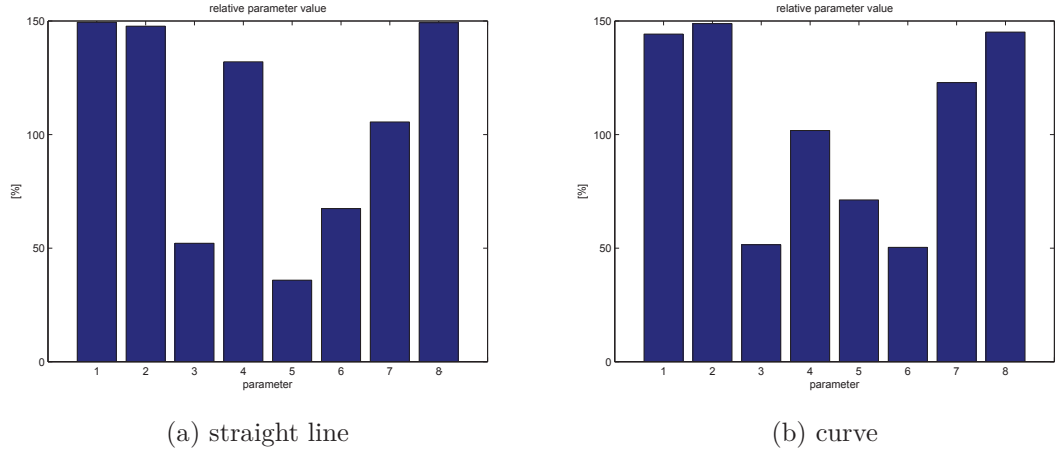 relative parameter value
150
100
50
0
[%]
1 2 3 4 5 6 7 8
parameter
(a) straight line
relative parameter value
150
100
50
0
[%]
1 2 3 4 5 6 7 8
parameter
(b) curve